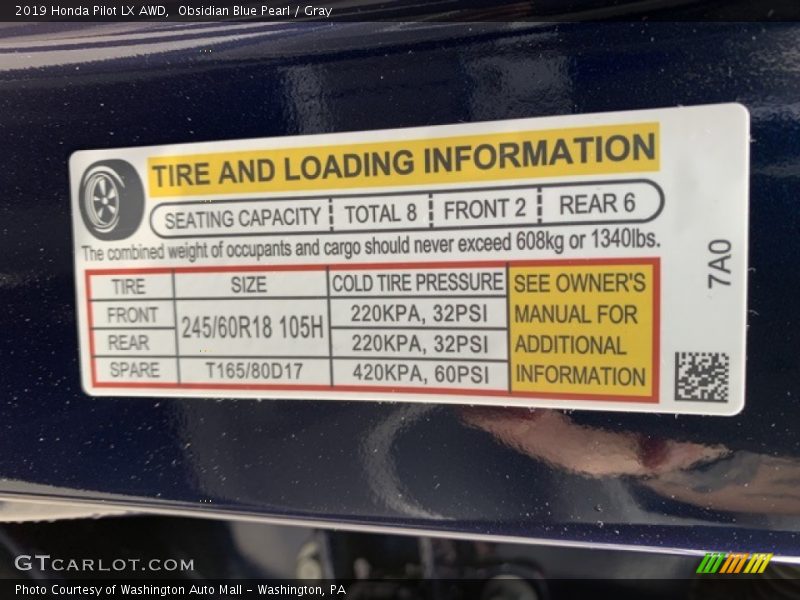 2019 Honda Pilot LX AWD,  Obsidian Blue Pearl / Gray
TIRE AND LOADING INFORMATION
SEATING CAPACITY TOTAL 8 FRONT 2 REAR 6
The combined weight of occupants and cargo should never exceed 608kg or 1340lbs.
TIRE SIZE COLD TIRE PRESSURE
FRONT 245/60R18 105H 220KPA, 32PSI
REAR 220KPA, 32PSI
SPARE T165/80D17 420KPA, 60PSI
SEE OWNER'S
MANUAL FOR
ADDITIONAL
INFORMATION
7A0
GTCARLOT.COM
Photo Courtesy of Washington Auto Mall - Washington, PA